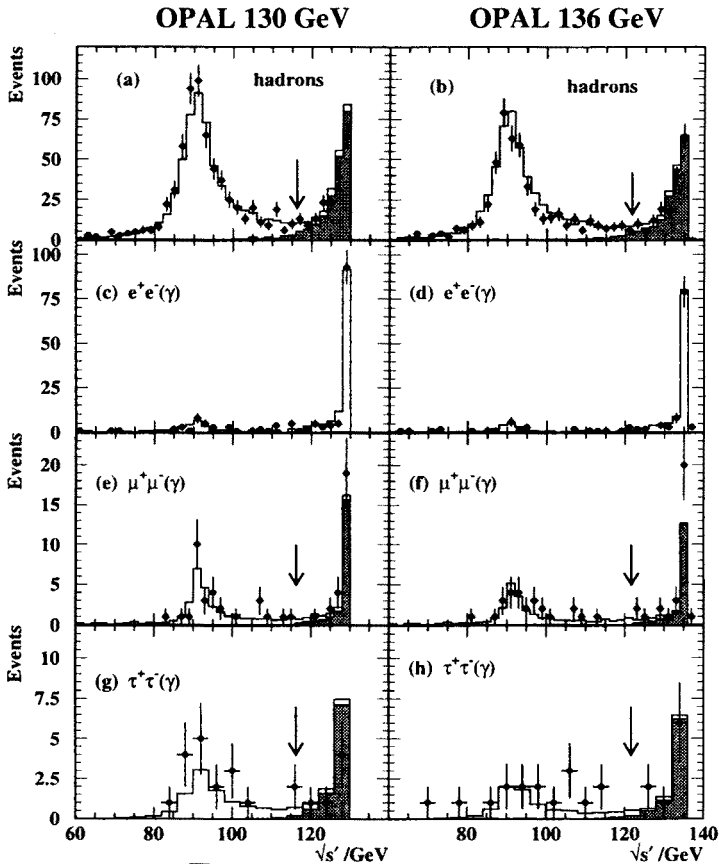 OPAL 130 GeV OPAL 136 GeV
Events
100
75
50
25
0
(a) hadrons
(b) hadrons
100
75
50
25
0
(c) e⁺e⁻(γ)
(d) e⁺e⁻(γ)
Events
20
15
10
5
0
(e) μ⁺μ⁻(γ)
(f) μ⁺μ⁻(γ)
Events
7.5
5
2.5
0
(g) τ⁺τ⁻(γ)
(h) τ⁺τ⁻(γ)
60 80 100 120 80 100 120 140
√s′ /GeV √s′ /GeV